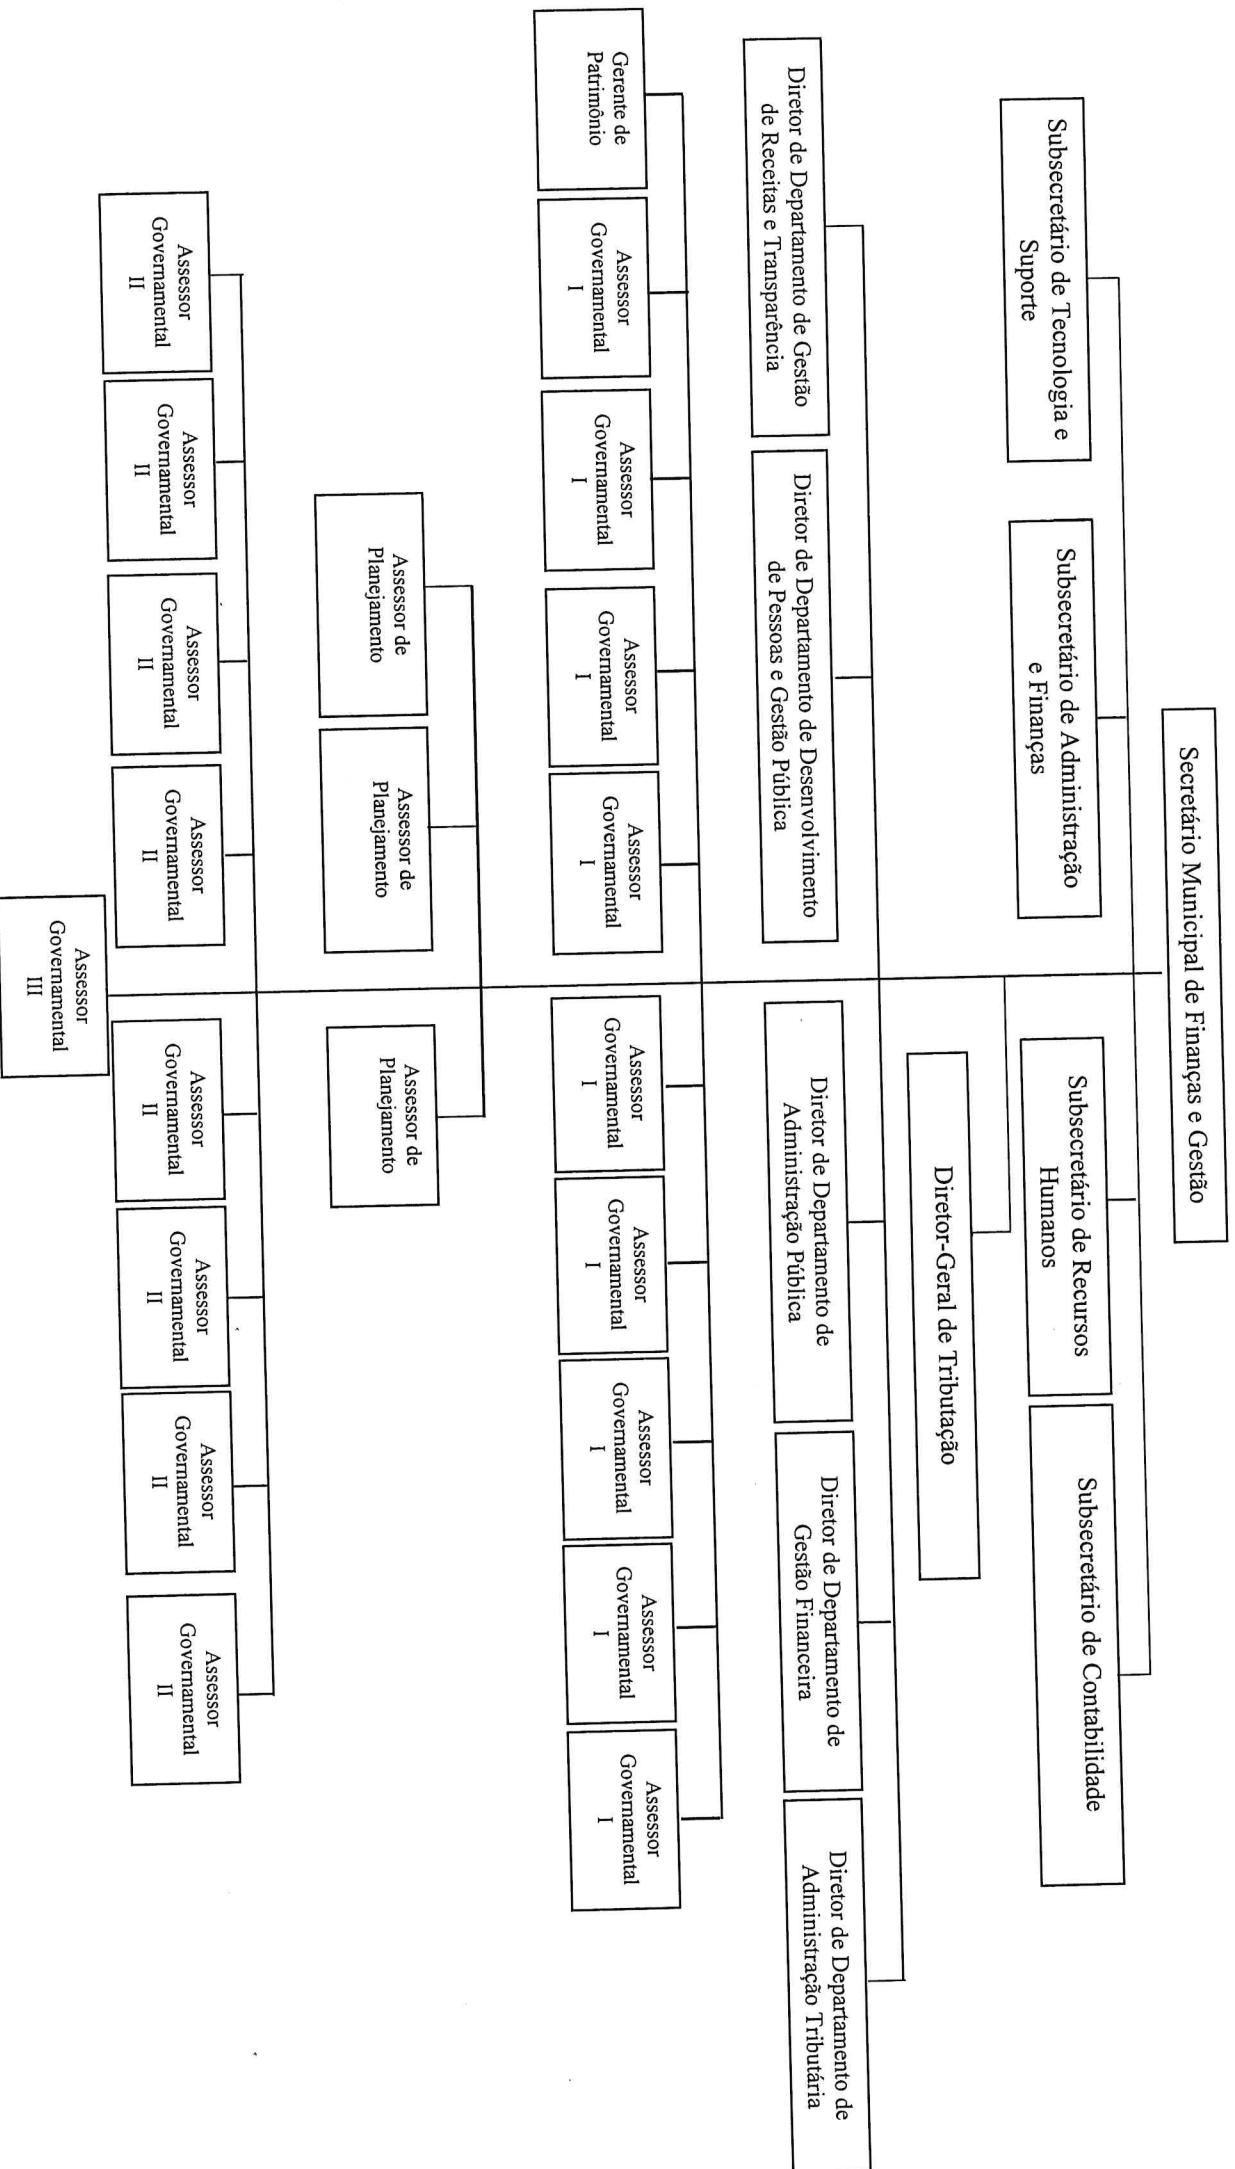 Secretário Municipal de Finanças e Gestão
Subsecretário de Tecnologia e
Suporte
Subsecretário de Administração
e Finanças
Subsecretário de Recursos
Humanos
Subsecretário de Contabilidade
Diretor-Geral de Tributação
Diretor de Departamento de Gestão
de Receitas e Transparência
Diretor de Departamento de Desenvolvimento
de Pessoas e Gestão Pública
Diretor de Departamento de
Administração Pública
Diretor de Departamento de
Gestão Financeira
Diretor de Departamento de
Administração Tributária
Gerente de
Patrimônio
Assessor
Governamental
I
Assessor
Governamental
I
Assessor
Governamental
I
Assessor
Governamental
I
Assessor
Governamental
I
Assessor
Governamental
I
Assessor
Governamental
I
Assessor
Governamental
I
Assessor
Governamental
I
Assessor de
Planejamento
Assessor de
Planejamento
Assessor de
Planejamento
Assessor
Governamental
II
Assessor
Governamental
II
Assessor
Governamental
II
Assessor
Governamental
II
Assessor
Governamental
II
Assessor
Governamental
II
Assessor
Governamental
II
Assessor
Governamental
II
Assessor
Governamental
III